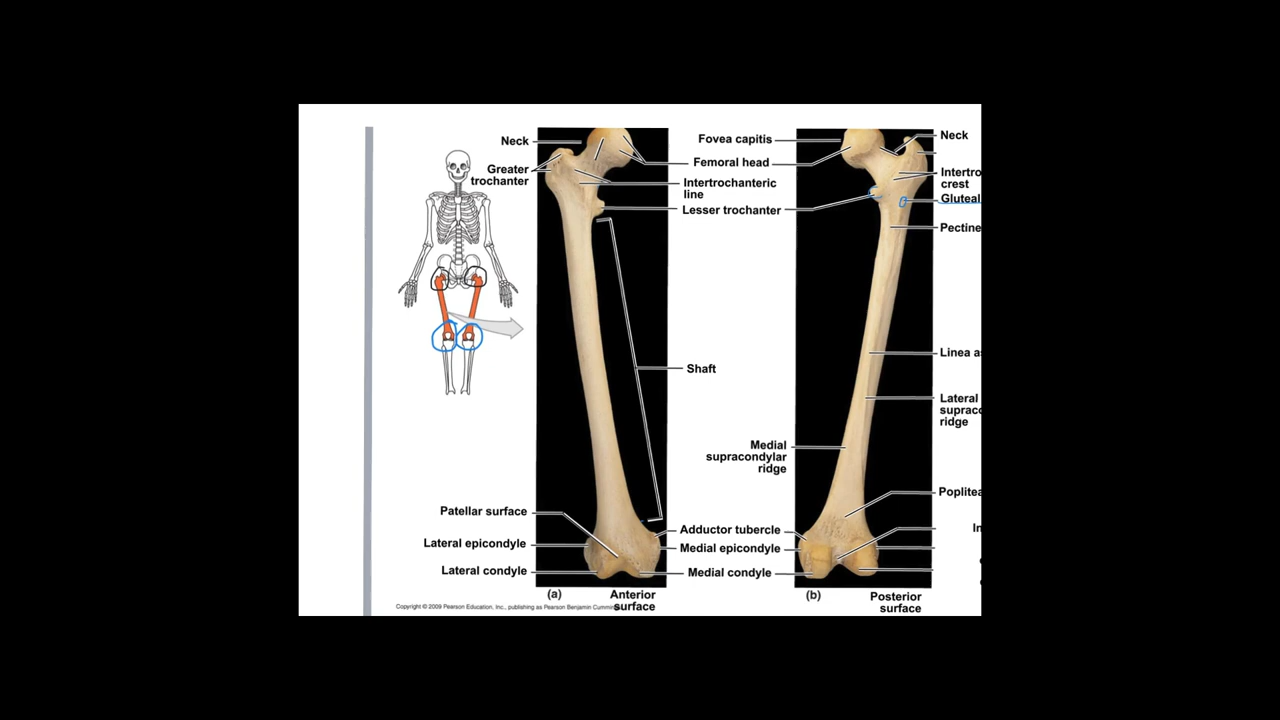 Neck
Greater
trochanter
Fovea capitis
Femoral head
Intertrochanteric
line
Lesser trochanter
Neck
Intertro
crest
Gluteal
Pectine
Shaft
Linea a
Lateral
suprac
ridge
Medial
supracondylar
ridge
Poplitea
Patellar surface
Lateral epicondyle
Lateral condyle
Adductor tubercle
Medial epicondyle
Medial condyle
In
(a)
Anterior
surface
(b)
Posterior
surface
Copyright © 2009 Pearson Education, Inc., publishing as Pearson Benjamin